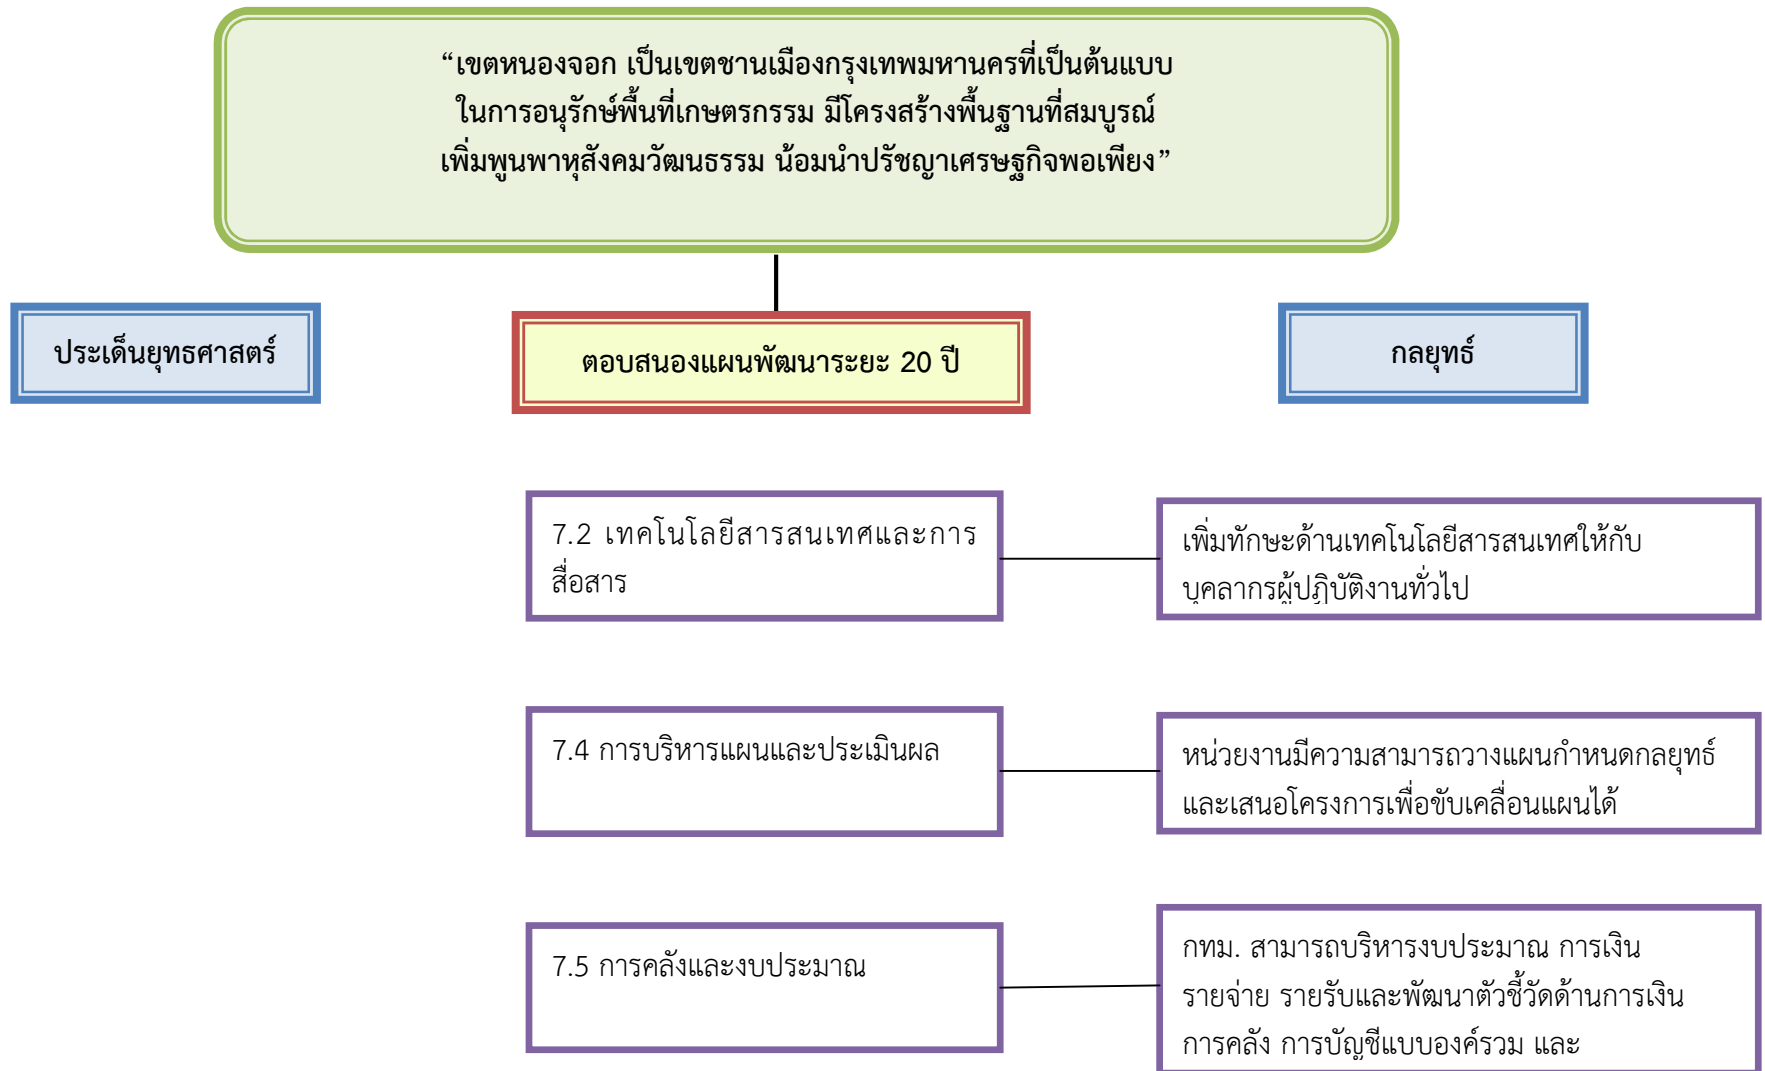 “เขตหนองจอก เป็นเขตชานเมืองกรุงเทพมหานครที่เป็นต้นแบบ
ในการอนุรักษ์พื้นที่เกษตรกรรม มีโครงสร้างพื้นฐานที่สมบูรณ์
เพิ่มพูนพาหุสังคมวัฒนธรรม น้อมนำปรัชญาเศรษฐกิจพอเพียง”
ประเด็นยุทธศาสตร์
ตอบสนองแผนพัฒนาระยะ 20 ปี
กลยุทธ์
7.2 เทคโนโลยีสารสนเทศและการ
สื่อสาร
เพิ่มทักษะด้านเทคโนโลยีสารสนเทศให้กับ
บุคลากรผู้ปฏิบัติงานทั่วไป
7.4 การบริหารแผนและประเมินผล
หน่วยงานมีความสามารถวางแผนกำหนดกลยุทธ์
และเสนอโครงการเพื่อขับเคลื่อนแผนได้
7.5 การคลังและงบประมาณ
กทม. สามารถบริหารงบประมาณ การเงิน
รายจ่าย รายรับและพัฒนาตัวชี้วัดด้านการเงิน
การคลัง การบัญชีแบบองค์รวม และ